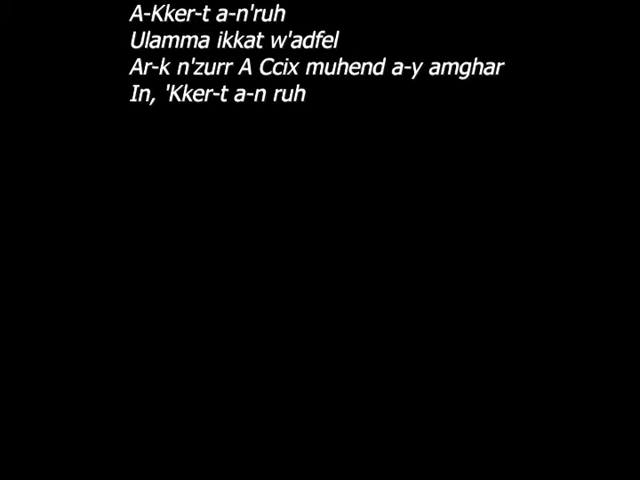 A-Kker-t a-n'ruh
Ulamma ikkat w'adfel
Ar-k n'zurr A Ccix muhend a-y amghar
In, 'Kker-t a-n ruh